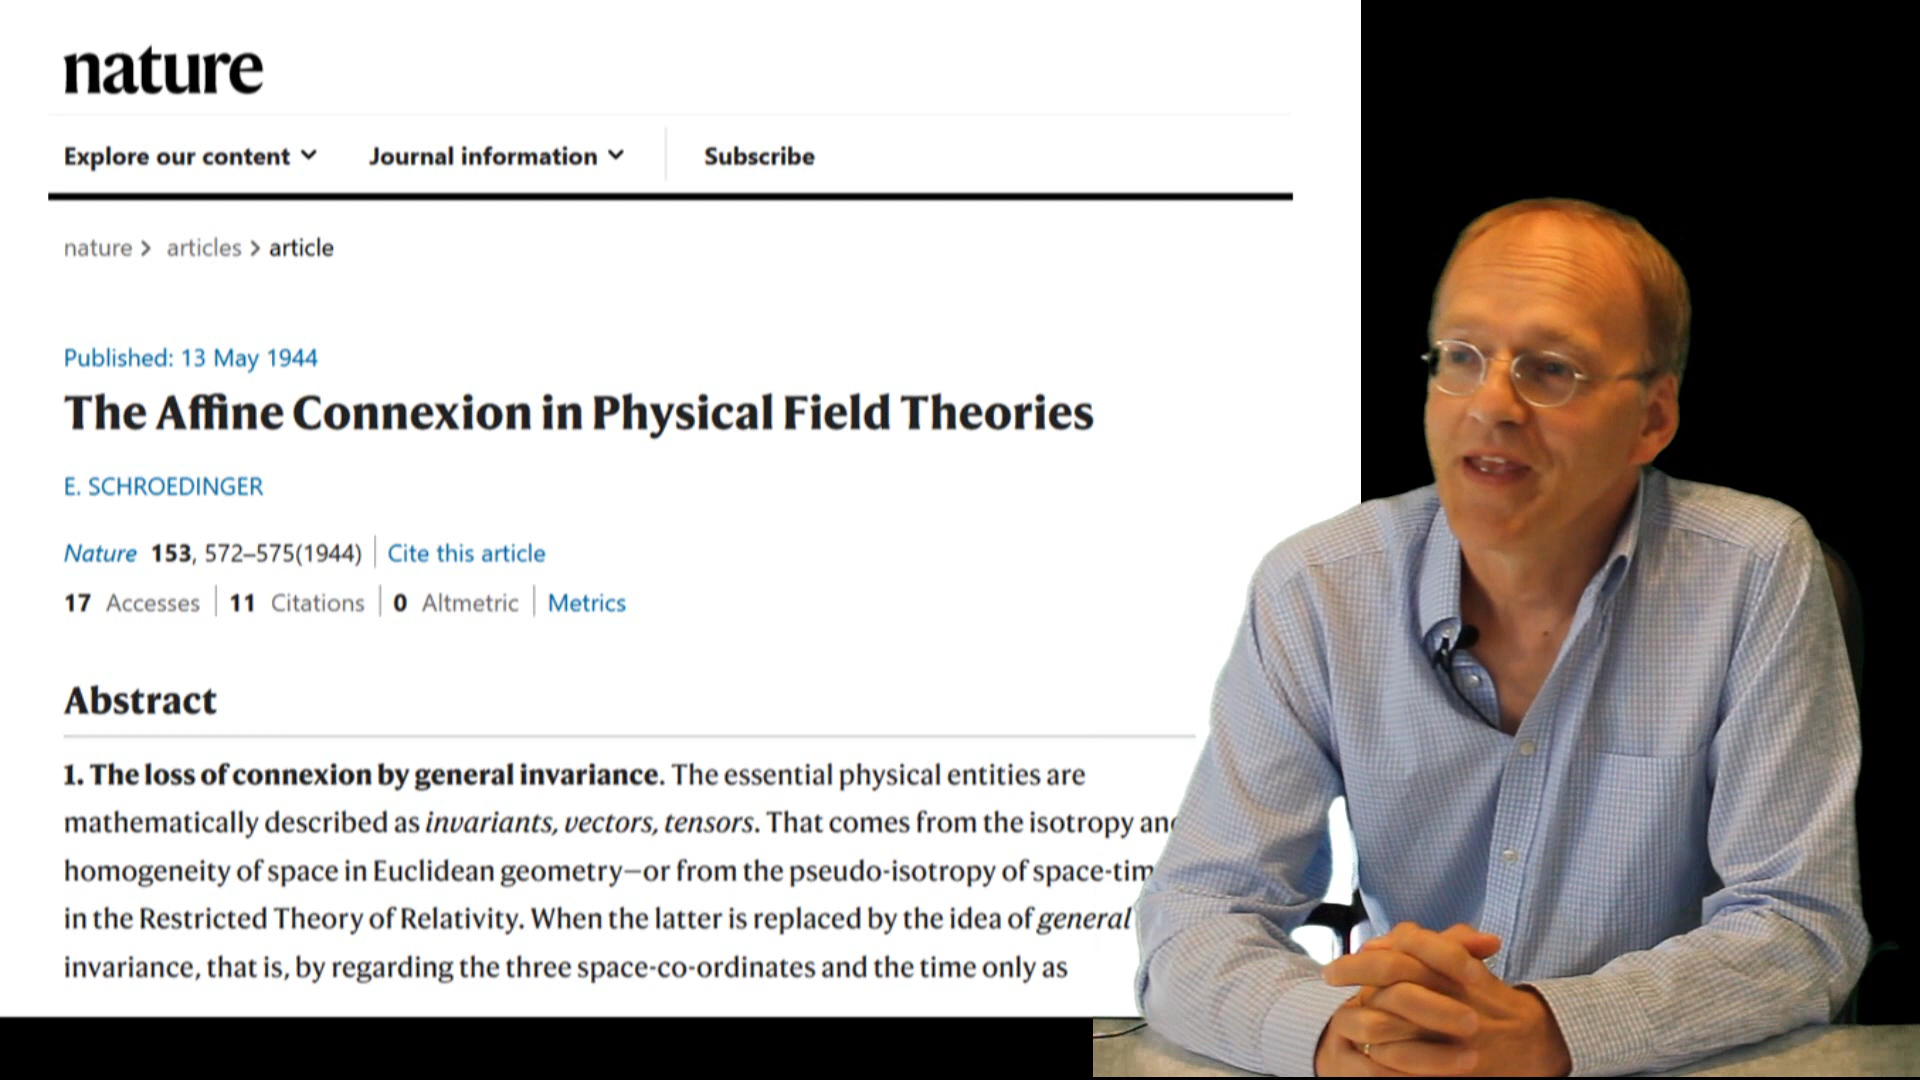 nature
Explore our content Journal information Subscribe
nature > articles > article
Published: 13 May 1944
The Affine Connexion in Physical Field Theories
E. SCHROEDINGER
Nature 153, 572–575(1944) Cite this article
17 Accesses 11 Citations 0 Altmetric Metrics
Abstract
1. The loss of connexion by general invariance. The essential physical entities are
mathematically described as invariants, vectors, tensors. That comes from the isotropy and
homogeneity of space in Euclidean geometry—or from the pseudo-isotropy of space-tim
in the Restricted Theory of Relativity. When the latter is replaced by the idea of general
invariance, that is, by regarding the three space-co-ordinates and the time only as